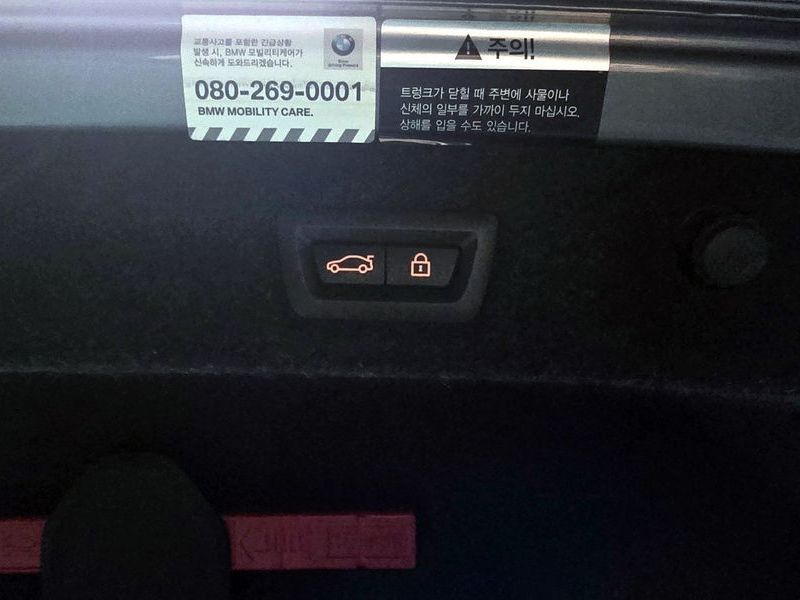 교통사고를 포함한 긴급상황
발생 시, BMW 모빌리티케어가
신속하게 도와드리겠습니다.
080-269-0001
BMW MOBILITY CARE.
주의!
트렁크가 닫힐 때 주변에 사물이나
신체의 일부를 가까이 두지 마십시오.
상해를 입을 수도 있습니다.